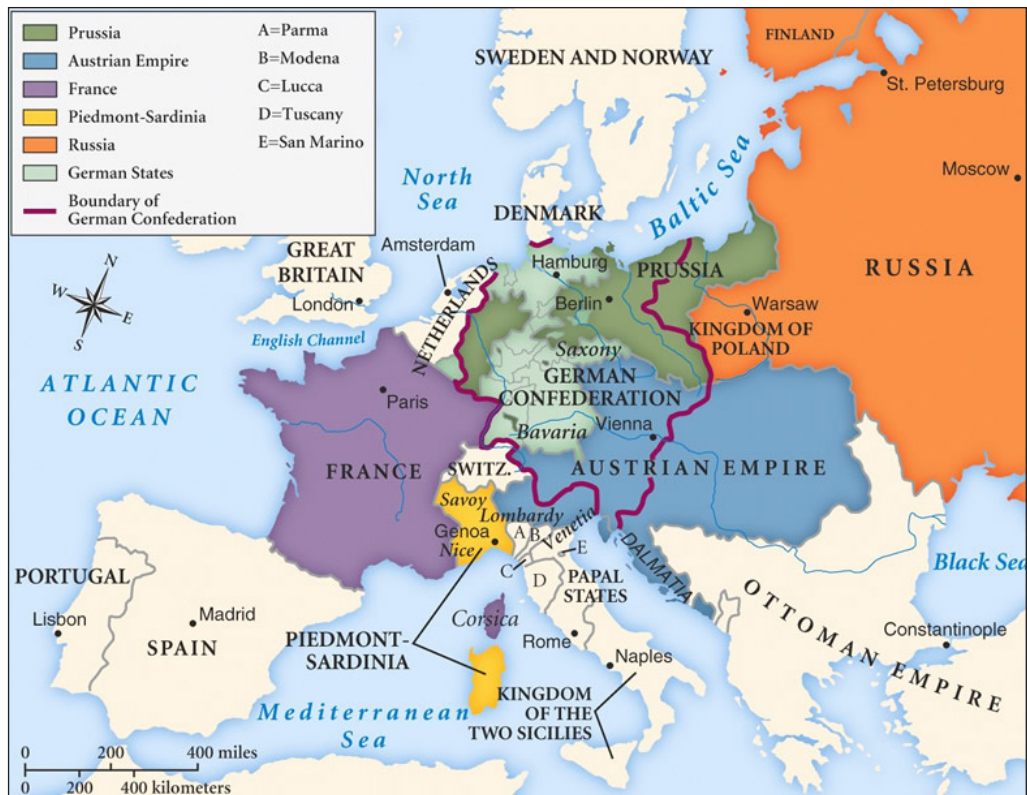 Prussia
Austrian Empire
France
Piedmont-Sardinia
Russia
German States
Boundary of
German Confederation
A=Parma
B=Modena
C=Lucca
D=Tuscany
E=San Marino
SWEDEN AND NORWAY
FINLAND
St. Petersburg
Moscow
North
Sea
Baltic Sea
DENMARK
GREAT
BRITAIN
London
Amsterdam
NETHERLANDS
Hamburg
PRUSSIA
Berlin
RUSSIA
Warsaw
KINGDOM OF
POLAND
N
W
E
S
English Channel
ATLANTIC
OCEAN
Saxony
GERMAN
CONFEDERATION
Paris
Bavaria
Vienna
FRANCE
SWITZ.
AUSTRIAN EMPIRE
Savoy
Lombardy
Venetia
Genoa
Nice
A
B
C
D
E
DALMATIA
PAPAL
STATES
Black Sea
OTTOMAN EMPIRE
Constantinople
PORTUGAL
Lisbon
Madrid
SPAIN
Corsica
PIEDMONT-
SARDINIA
Rome
Naples
KINGDOM
OF THE
TWO SICILIES
Mediterranean
Sea
0 200 400 miles
0 200 400 kilometers